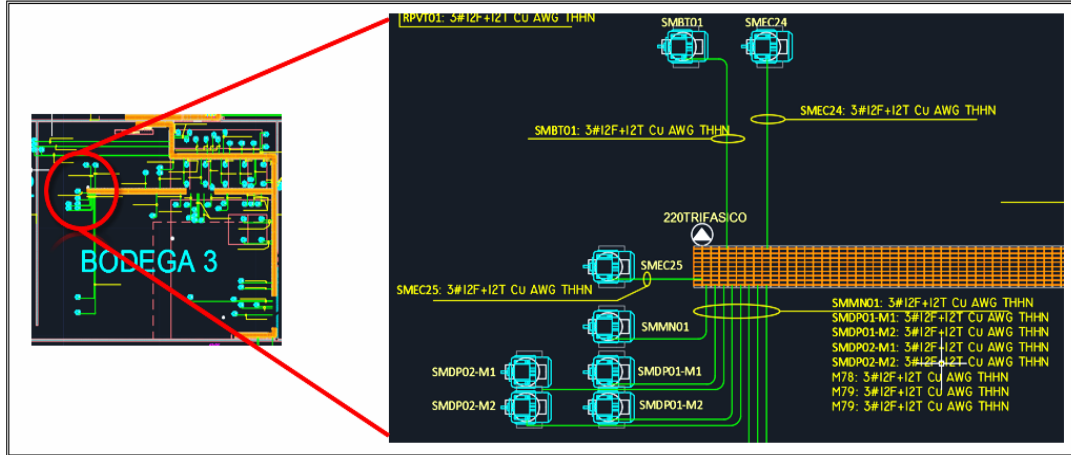 RPVT01: 3#12F+12T CU AWG THHN
SMBT01
SMEC24
SMEC24: 3#12F+12T CU AWG THHN
SMBT01: 3#12F+12T CU AWG THHN
220TRIFASICO
BODEGA 3
SMEC25
SMEC25: 3#12F+12T CU AWG THHN
SMMN01: 3#12F+12T CU AWG THHN
SMDP01-M1: 3#12F+12T CU AWG THHN
SMDP01-M2: 3#12F+12T CU AWG THHN
SMDP02-M1: 3#12F+12T CU AWG THHN
SMDP02-M2: 3#12F+12T CU AWG THHN
M78: 3#12F+12T CU AWG THHN
M79: 3#12F+12T CU AWG THHN
M79: 3#12F+12T CU AWG THHN
SMMN01
SMDP02-M1
SMDP01-M1
SMDP02-M2
SMDP01-M2